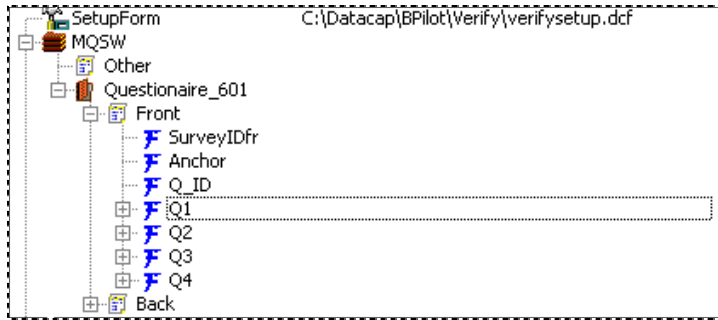 SetupForm C:\Datacap\BPilot\Verify\verifysetup.dcf
MQSW
Other
Questionaire_601
Front
SurveyIDfr
Anchor
Q_ID
Q1
Q2
Q3
Q4
Back